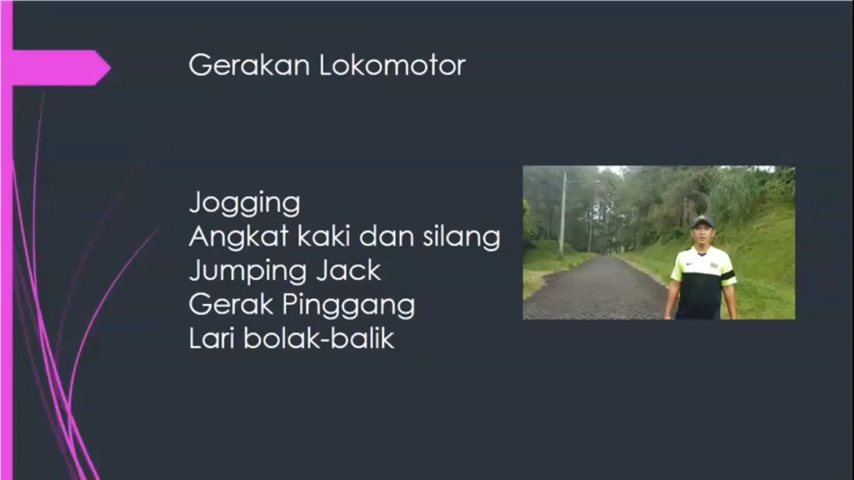 Gerakan Lokomotor
Jogging
Angkat kaki dan silang
Jumping Jack
Gerak Pinggang
Lari bolak-balik